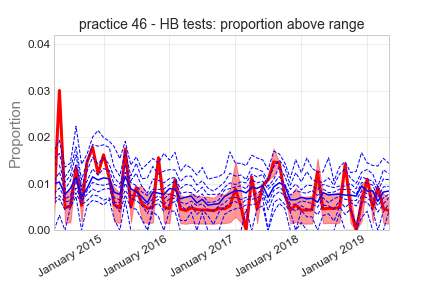 practice 46 - HB tests: proportion above range
0.04
0.03
0.02
0.01
0.00
Proportion
January 2015
January 2016
January 2017
January 2018
January 2019